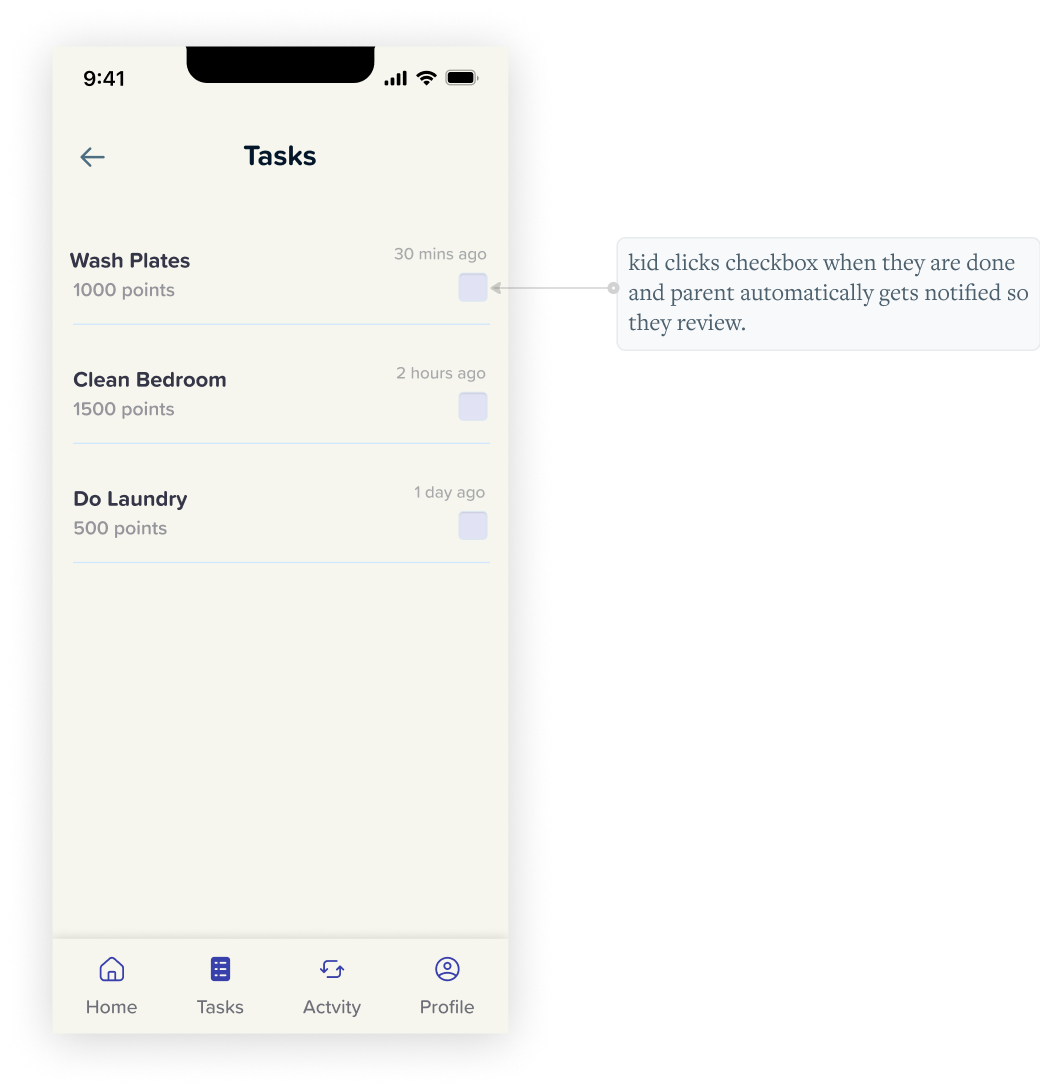 9:41
Tasks
Wash Plates
30 mins ago
1000 points
kid clicks checkbox when they are done
and parent automatically gets notified so
they review.
Clean Bedroom
2 hours ago
1500 points
Do Laundry
1 day ago
500 points
Home
Tasks
Actvity
Profile